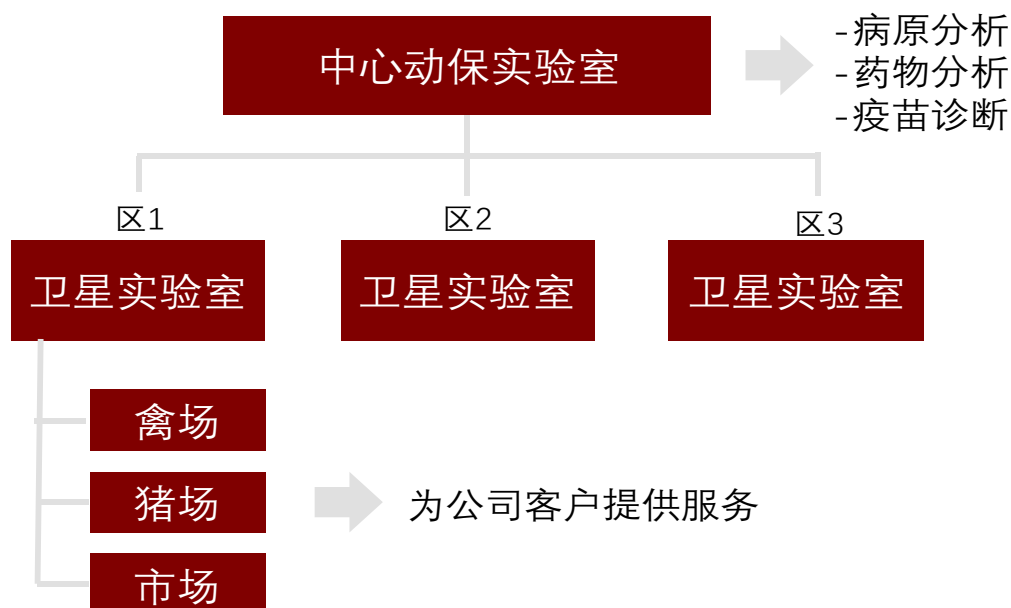 中心动保实验室
-病原分析
-药物分析
-疫苗诊断
区1
区2
区3
卫星实验室
卫星实验室
卫星实验室
禽场
猪场
为公司客户提供服务
市场